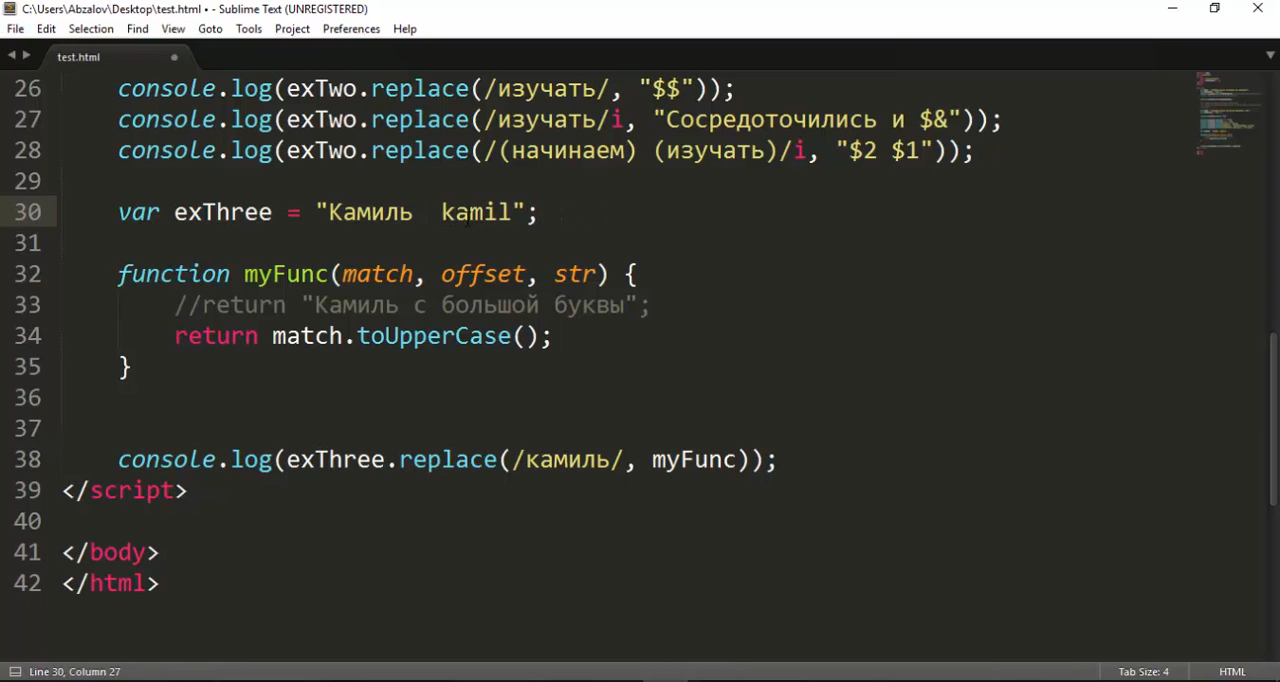 C:\Users\Abzalov\Desktop\test.html • - Sublime Text (UNREGISTERED)
File Edit Selection Find View Goto Tools Project Preferences Help
test.html
26 console.log(exTwo.replace(/изучать/, "$$"));
27 console.log(exTwo.replace(/изучать/i, "Сосредоточились и $&"));
28 console.log(exTwo.replace(/(начинаем) (изучать)/i, "$2 $1"));
29
30 var exThree = "Камиль  kamil";
31
32 function myFunc(match, offset, str) {
33 //return "Камиль с большой буквы";
34 return match.toUpperCase();
35 }
36
37
38 console.log(exThree.replace(/камиль/, myFunc));
39 </script>
40
41 </body>
42 </html>
Line 30, Column 27 Tab Size: 4 HTML